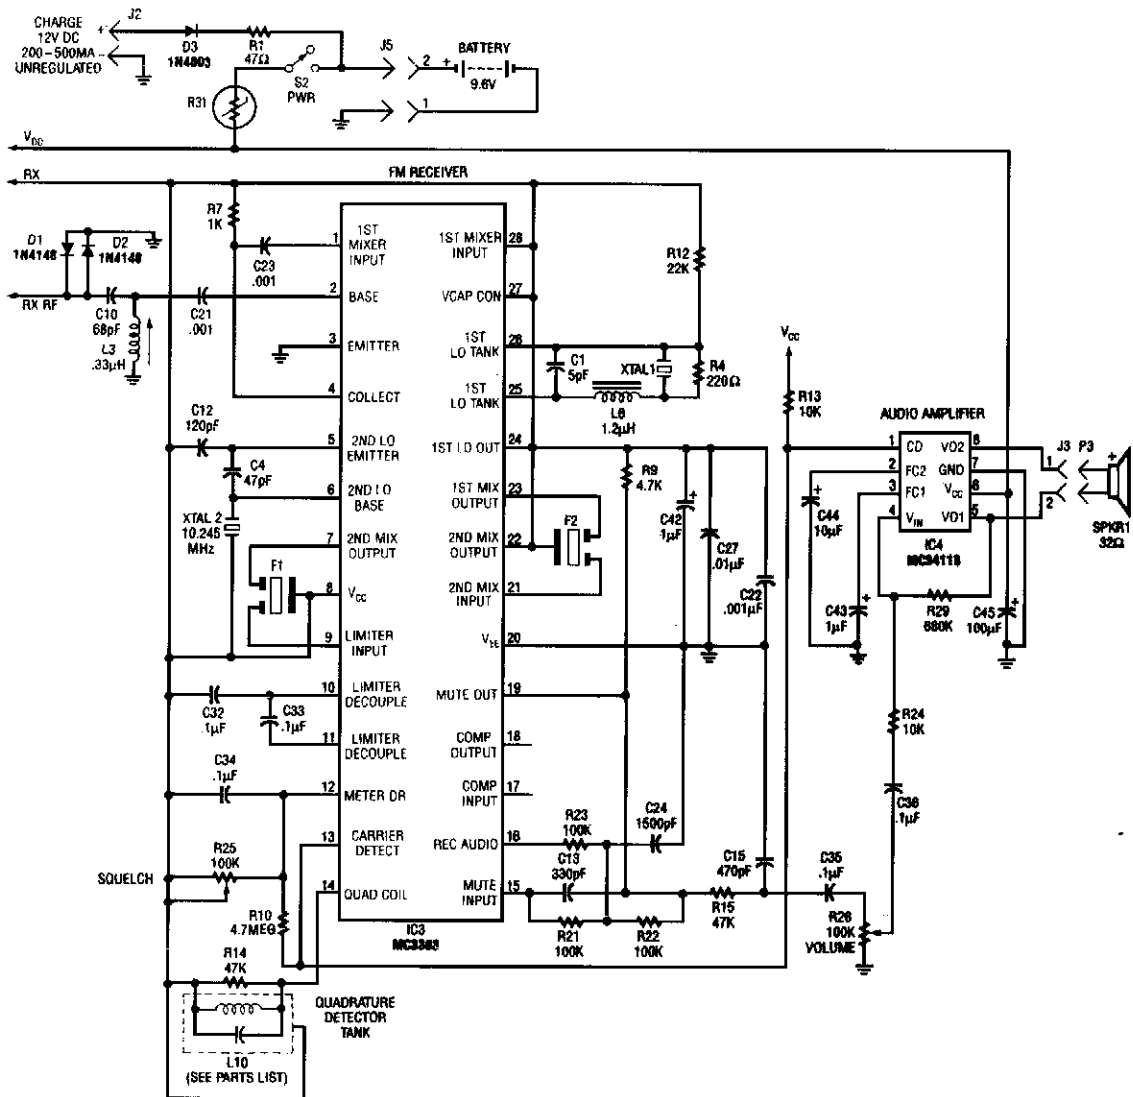 CHARGE
12V DC
200-500MA
UNREGULATED
+
-
J2
D3
1N4003
R1
47Ω
S2
PWR
J5
2
1
BATTERY
+
9.6V
R31
VCC
RX
FM RECEIVER
R7
1K
D1
1N4148
D2
1N4148
C23
.001
RX RF
C10
68pF
C21
.001
L3
.33μH
C12
120pF
C4
47pF
XTAL 2
10.245
MHz
F1
C32
.1μF
C33
.1μF
C34
.1μF
R25
100K
SQUELCH
R10
4.7MEG
R14
47K
QUADRATURE
DETECTOR
TANK
L10
(SEE PARTS LIST)
1
1ST
MIXER
INPUT
2
BASE
3
EMITTER
4
COLLECT
5
2ND LO
EMITTER
6
2ND LO
BASE
7
2ND MIX
OUTPUT
8
VCC
9
LIMITER
INPUT
10
LIMITER
DECOUPLE
11
LIMITER
DECOUPLE
12
METER DR
13
CARRIER
DETECT
14
QUAD COIL
1ST MIXER
INPUT
28
VCAP CON
27
1ST
LO TANK
26
1ST
LO TANK
25
1ST LO OUT
24
1ST MIX
OUTPUT
23
2ND MIX
OUTPUT
22
2ND MIX
INPUT
21
VEE
20
MUTE OUT
19
COMP
OUTPUT
18
COMP
INPUT
17
REC AUDIO
16
MUTE
INPUT
15
IC3
R12
22K
C1
5pF
XTAL1
R4
220Ω
L6
1.2μH
R9
4.7K
C42
1μF
+
C27
.01μF
C22
.001μF
F2
R23
100K
C24
1500pF
C13
330pF
R21
100K
R22
100K
R15
47K
C15
470pF
C35
.1μF
R26
100K
VOLUME
VCC
R13
10K
AUDIO AMPLIFIER
1
CD
2
FC2
3
FC1
4
VIN
VO2
8
GND
7
VCC
6
VO1
5
IC4
C44
10μF
+
C43
1μF
+
R29
680K
C45
100μF
+
R24
10K
C36
.1μF
J3
P3
1
2
+
SPKR1
32Ω